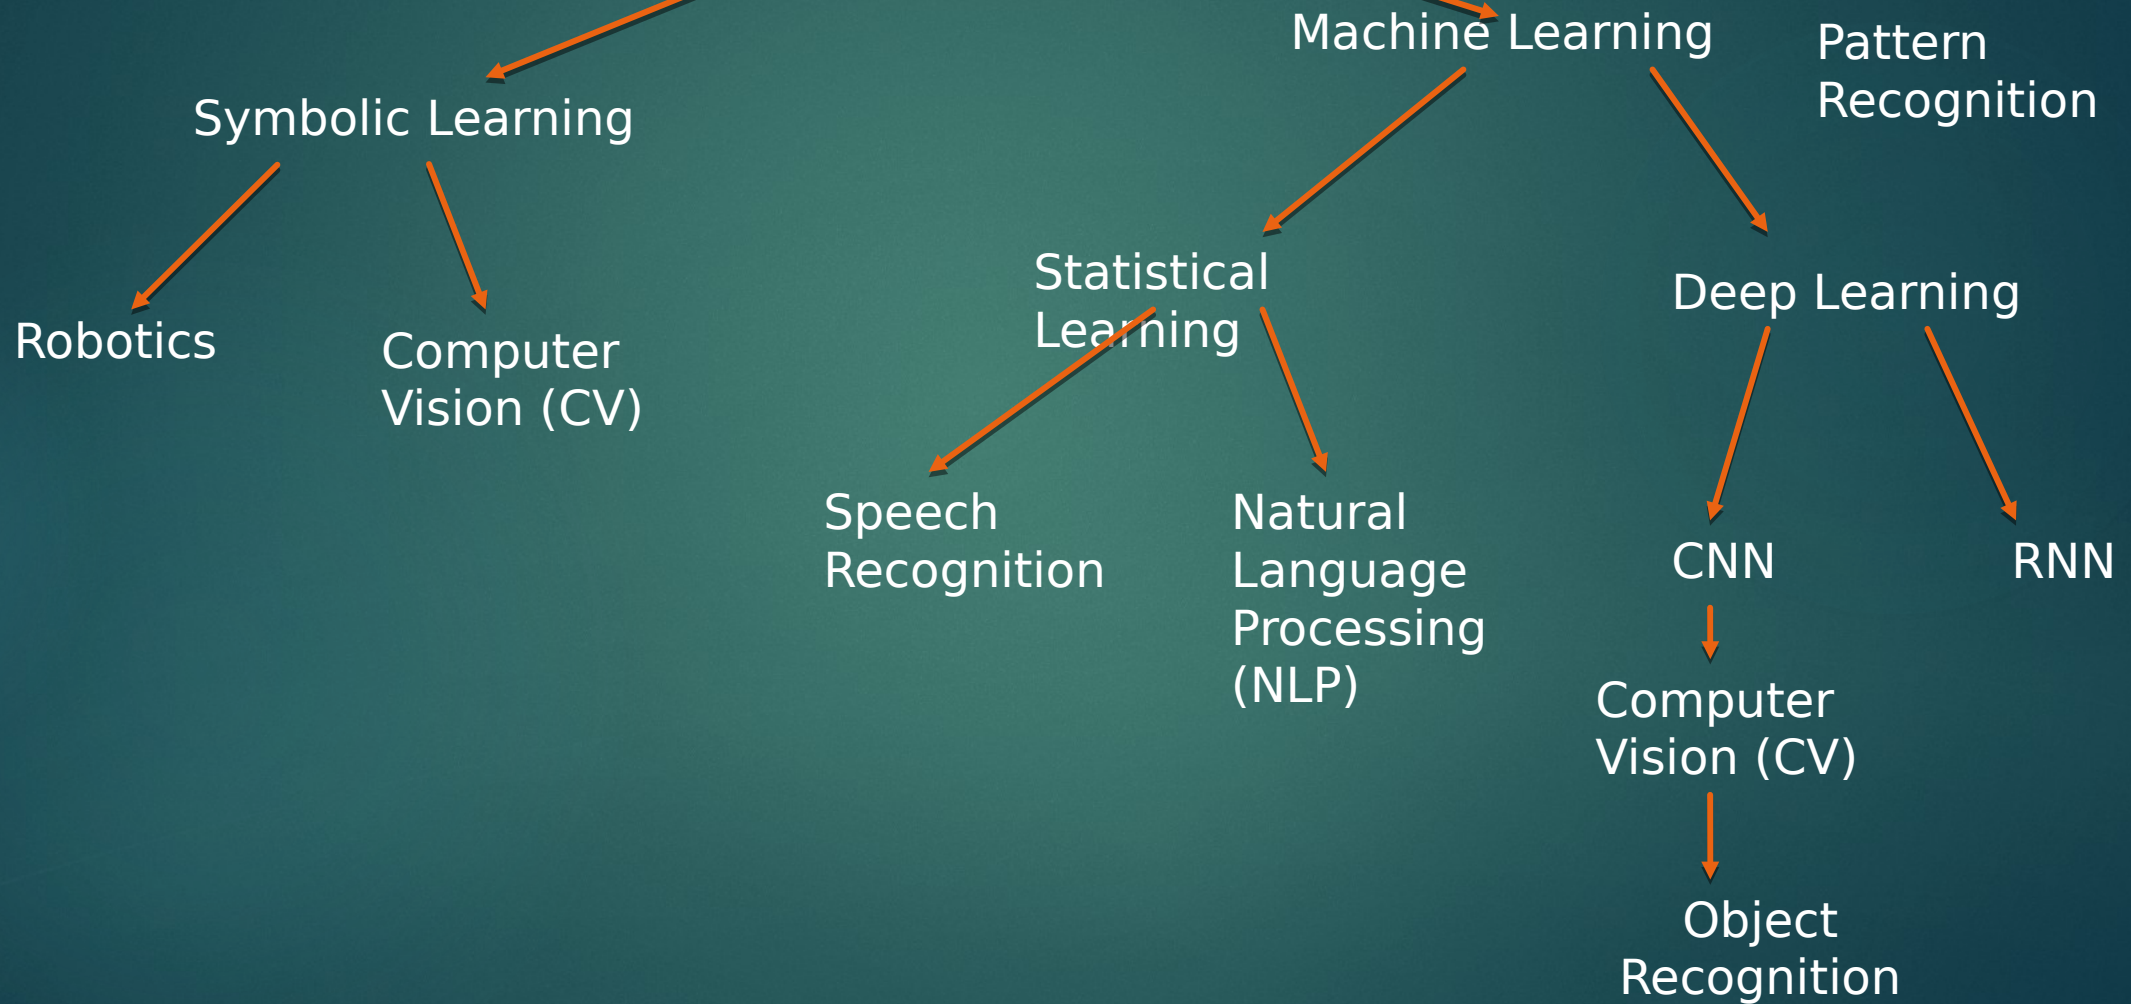 Machine Learning
Pattern
Recognition
Symbolic Learning
Statistical
Learning
Deep Learning
Robotics
Computer
Vision (CV)
Speech
Recognition
Natural
Language
Processing
(NLP)
CNN
RNN
Computer
Vision (CV)
Object
Recognition